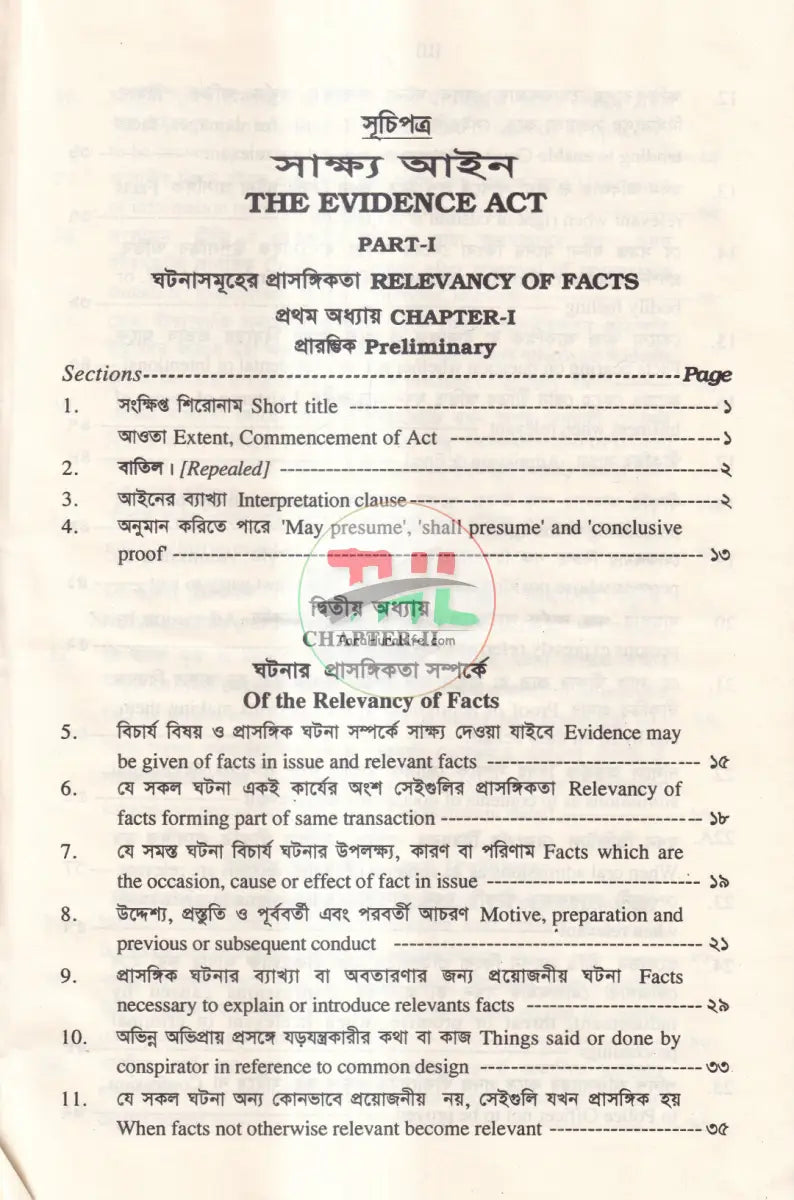 সূচিপত্র
সাক্ষ্য আইন
THE EVIDENCE ACT
PART-I
ঘটনাসমূহের প্রাসঙ্গিকতা RELEVANCY OF FACTS
প্রথম অধ্যায় CHAPTER-I
প্রারম্ভিক Preliminary
Sections------------------------------------------------Page
1. সংক্ষিপ্ত শিরোনাম Short title ---------------------------------- ১
আওতা Extent, Commencement of Act ---------------------------------১
2. বাতিল। [Repealed] ------------------------------------------------২
3. আইনের ব্যাখ্যা Interpretation clause-----------------------------------২
4. অনুমান করিতে পারে 'May presume', 'shall presume' and 'conclusive
proof' ------------------------------------------------------------ ১৩
দ্বিতীয় অধ্যায়
CHAPTER-II
ঘটনার প্রাসঙ্গিকতা সম্পর্কে
Of the Relevancy of Facts
5. বিচার্য বিষয় ও প্রাসঙ্গিক ঘটনা সম্পর্কে সাক্ষ্য দেওয়া যাইবে Evidence may
be given of facts in issue and relevant facts -------------------------- ১৫
6. যে সকল ঘটনা একই কার্যের অংশ সেইগুলির প্রাসঙ্গিকতা Relevancy of
facts forming part of same transaction -------------------------------- ১৮
7. যে সমস্ত ঘটনা বিচার্য ঘটনার উপলক্ষ্য, কারণ বা পরিণাম Facts which are
the occasion, cause or effect of fact in issue -------------------------- ১৯
8. উদ্দেশ্য, প্রস্তুতি ও পূর্ববর্তী এবং পরবর্তী আচরণ Motive, preparation and
previous or subsequent conduct -------------------------------------- ২১
9. প্রাসঙ্গিক ঘটনার ব্যাখ্যা বা অবতারণার জন্য প্রয়োজনীয় ঘটনা Facts
necessary to explain or introduce relevants facts ---------------------- ২৯
10. অভিন্ন অভিপ্রায় প্রসঙ্গে ষড়যন্ত্রকারীর কথা বা কাজ Things said or done by
conspirator in reference to common design ---------------------------৩৩
11. যে সকল ঘটনা অন্য কোনভাবে প্রয়োজনীয় নয়, সেইগুলি যখন প্রাসঙ্গিক হয়
When facts not otherwise relevant become relevant -------------------৩৫